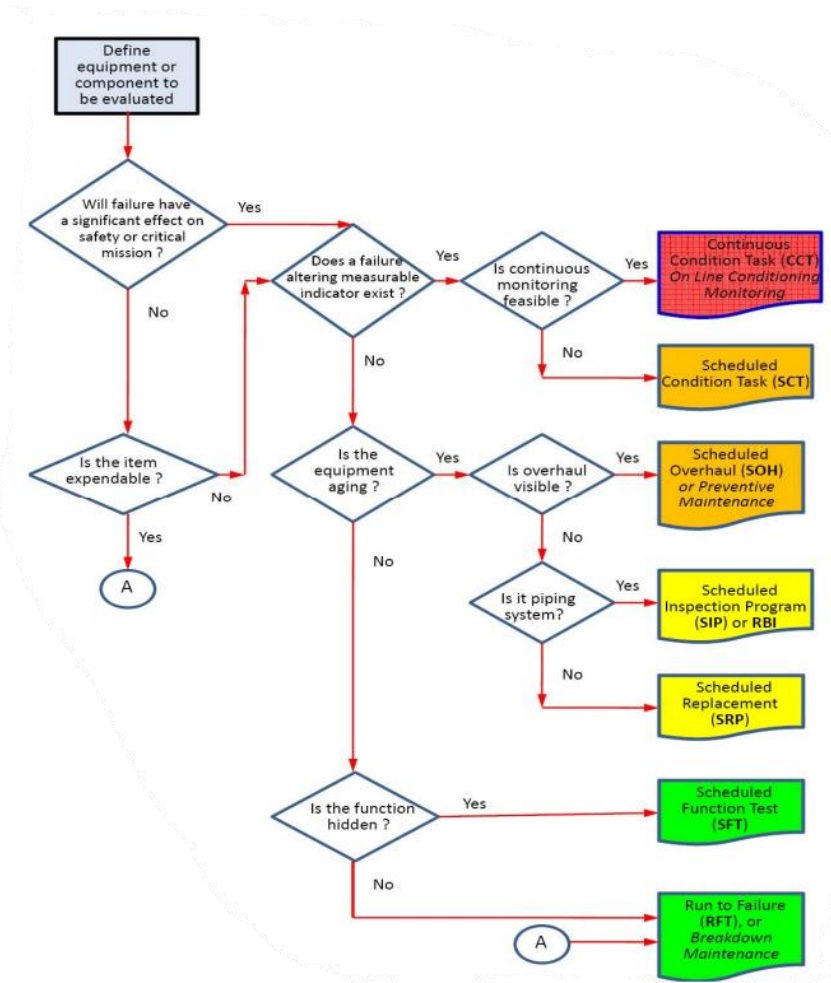 Define
equipment or
component to
be evaluated
Will failure have
a significant effect on
safety or critical
mission ?
Yes
No
Does a failure
altering measurable
indicator exist ?
Yes
No
Is continuous
monitoring
feasible ?
Yes
No
Continuous
Condition Task (CCT)
On Line Conditioning
Monitoring
Scheduled
Condition Task (SCT)
Is the item
expendable ?
No
Yes
A
Is the
equipment
aging ?
Yes
No
Is overhaul
visible ?
Yes
No
Scheduled
Overhaul (SOH)
or Preventive
Maintenance
Is it piping
system?
Yes
No
Scheduled
Inspection Program
(SIP) or RBI
Scheduled
Replacement
(SRP)
Is the function
hidden ?
Yes
No
Scheduled
Function Test
(SFT)
A
Run to Failure
(RFT), or
Breakdown
Maintenance